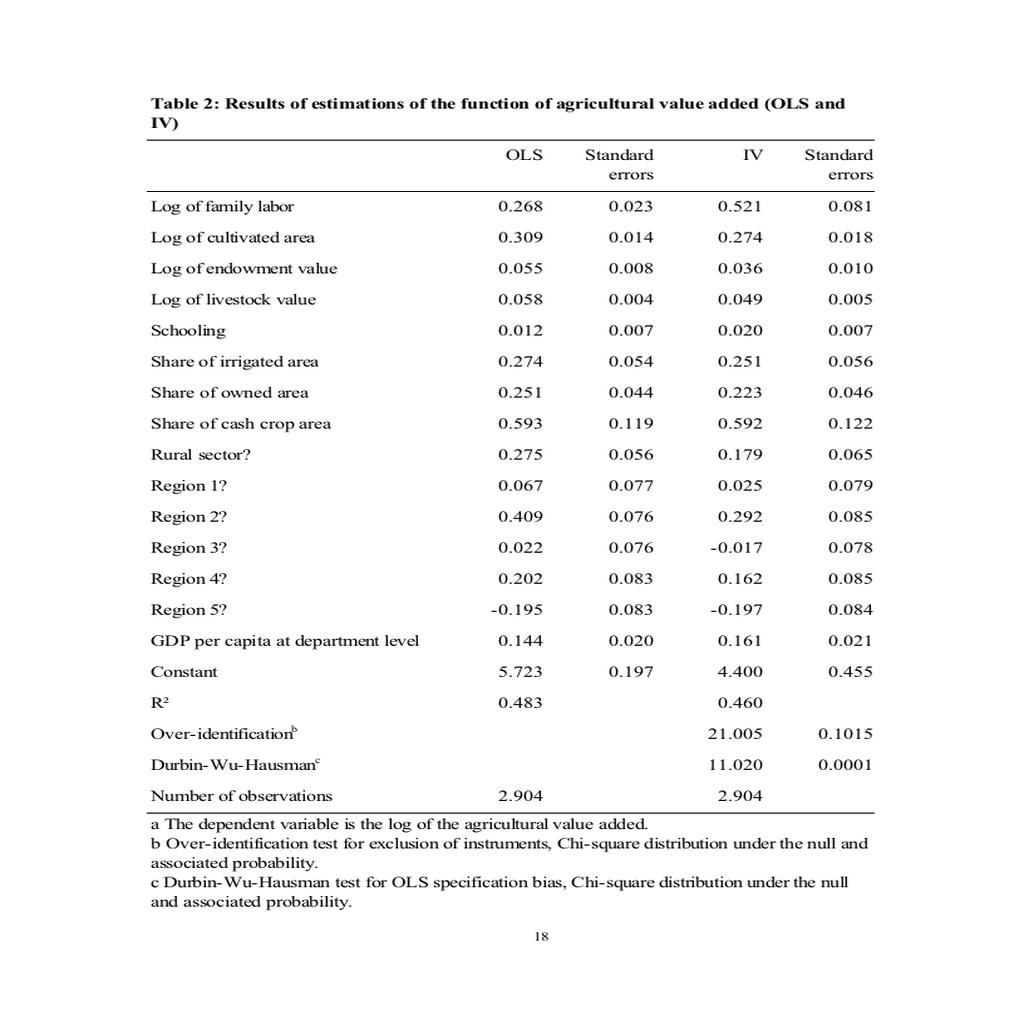 Table 2: Results of estimations of the function of agricultural value added (OLS and
IV)
OLS Standard errors IV Standard errors
Log of family labor 0.268 0.023 0.521 0.081
Log of cultivated area 0.309 0.014 0.274 0.018
Log of endowment value 0.055 0.008 0.036 0.010
Log of livestock value 0.058 0.004 0.049 0.005
Schooling 0.012 0.007 0.020 0.007
Share of irrigated area 0.274 0.054 0.251 0.056
Share of owned area 0.251 0.044 0.223 0.046
Share of cash crop area 0.593 0.119 0.592 0.122
Rural sector? 0.275 0.056 0.179 0.065
Region 1? 0.067 0.077 0.025 0.079
Region 2? 0.409 0.076 0.292 0.085
Region 3? 0.022 0.076 -0.017 0.078
Region 4? 0.202 0.083 0.162 0.085
Region 5? -0.195 0.083 -0.197 0.084
GDP per capita at department level 0.144 0.020 0.161 0.021
Constant 5.723 0.197 4.400 0.455
R² 0.483 0.460
Over-identificationᵇ 21.005 0.1015
Durbin-Wu-Hausmanᶜ 11.020 0.0001
Number of observations 2.904 2.904
a The dependent variable is the log of the agricultural value added.
b Over-identification test for exclusion of instruments, Chi-square distribution under the null and
associated probability.
c Durbin-Wu-Hausman test for OLS specification bias, Chi-square distribution under the null
and associated probability.
18